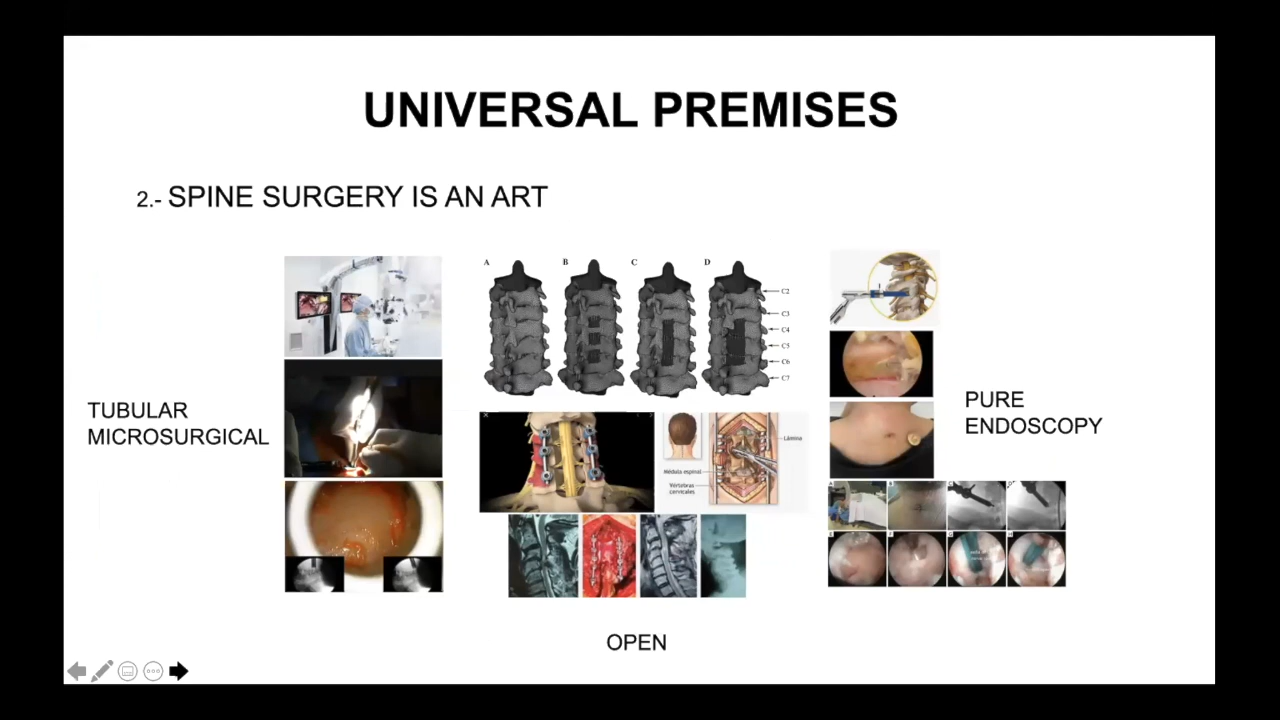 UNIVERSAL PREMISES
2.- SPINE SURGERY IS AN ART
TUBULAR
MICROSURGICAL
A B C D
C2
C3
C4
C5
C6
C7
Lámina
Médula espinal
Vértebras
cervicales
PURE
ENDOSCOPY
OPEN